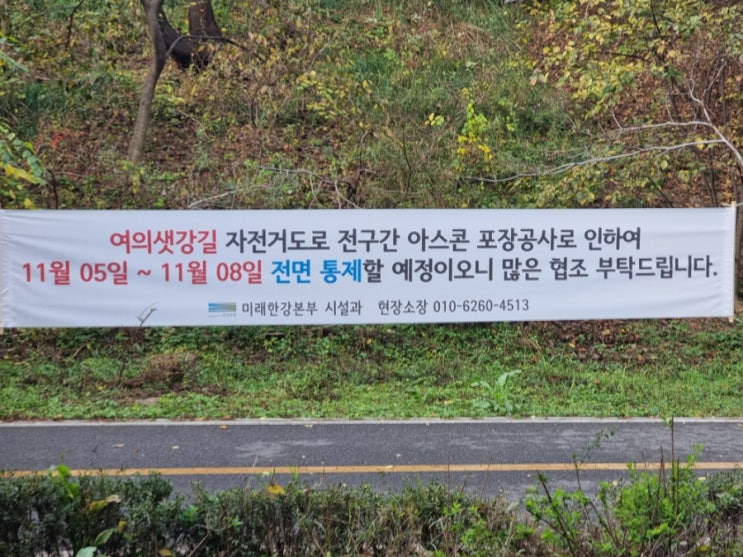 여의샛강길 자전거도로 전구간 아스콘 포장공사로 인하여
11월 05일 ~ 11월 08일 전면 통제할 예정이오니 많은 협조 부탁드립니다.
미래한강본부 시설과 현장소장 010-6260-4513